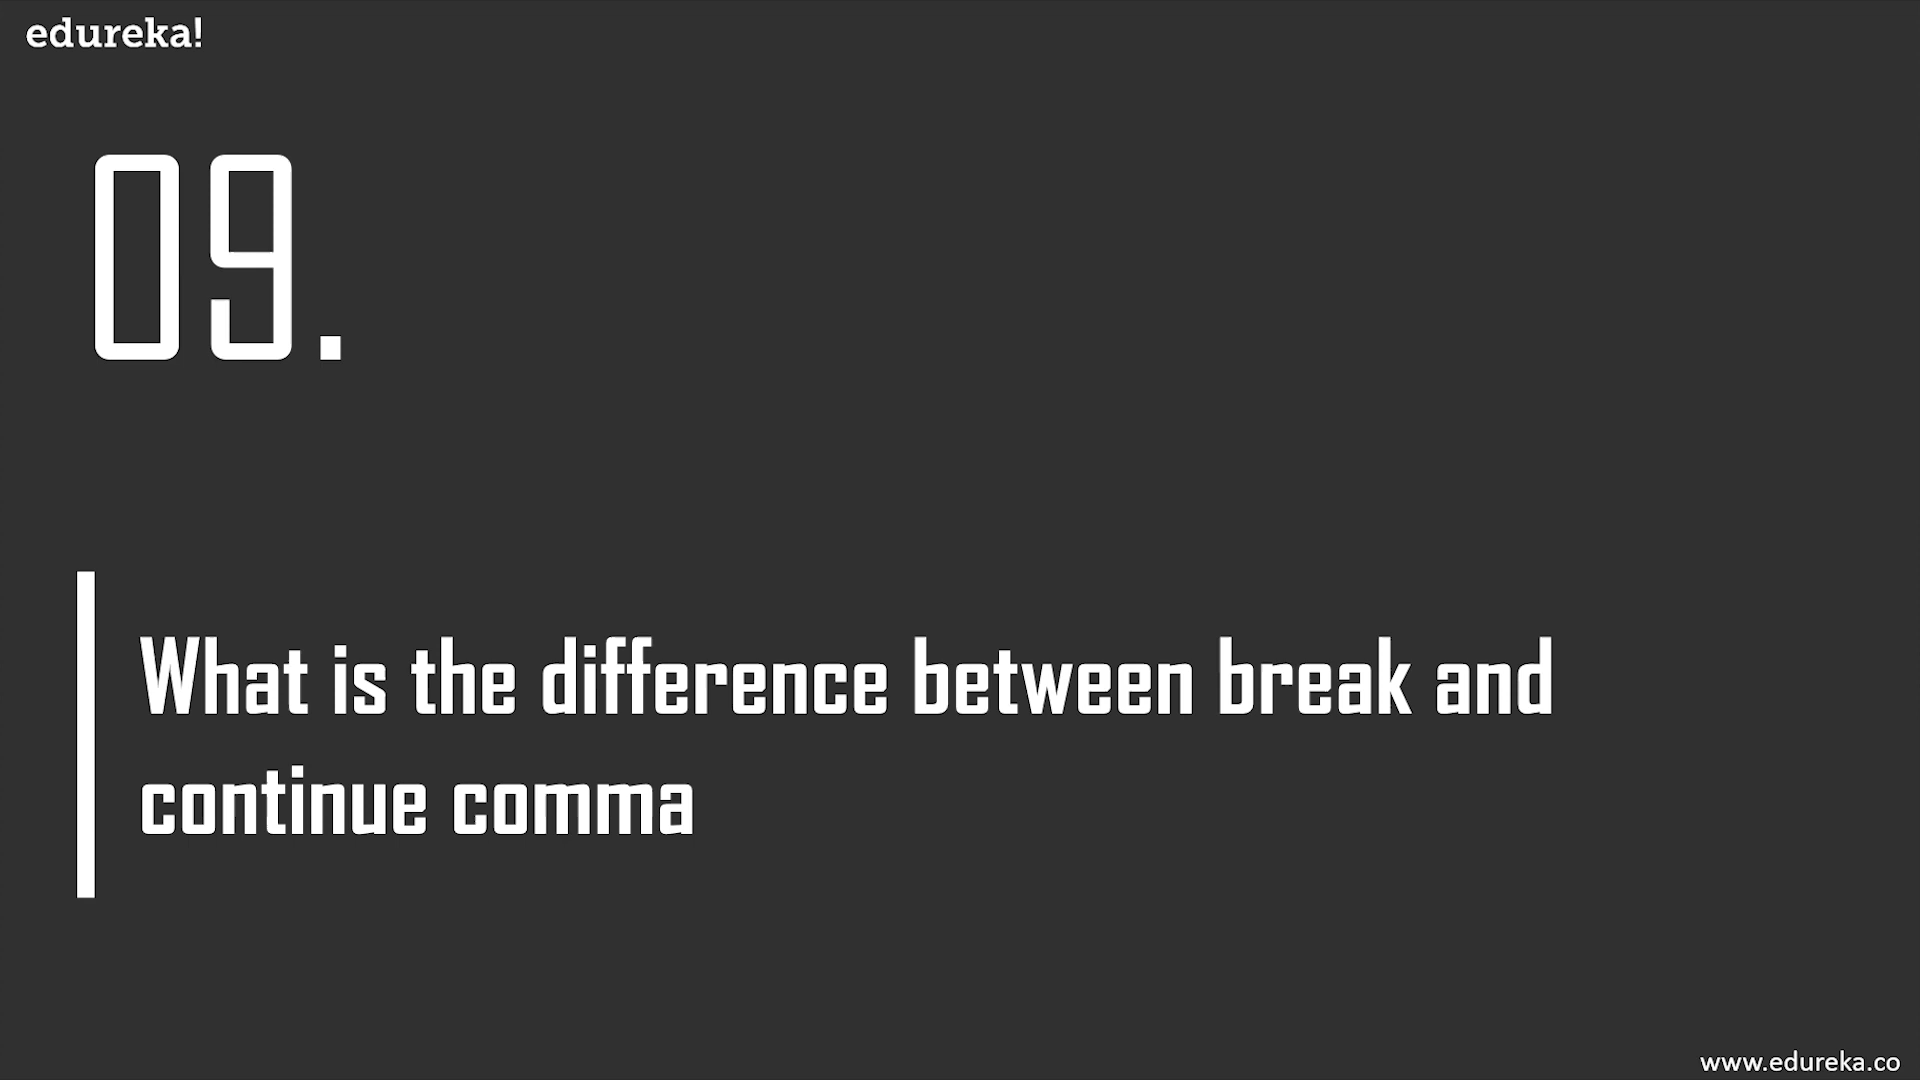 edureka!
09.
What is the difference between break and
continue comma
www.edureka.co